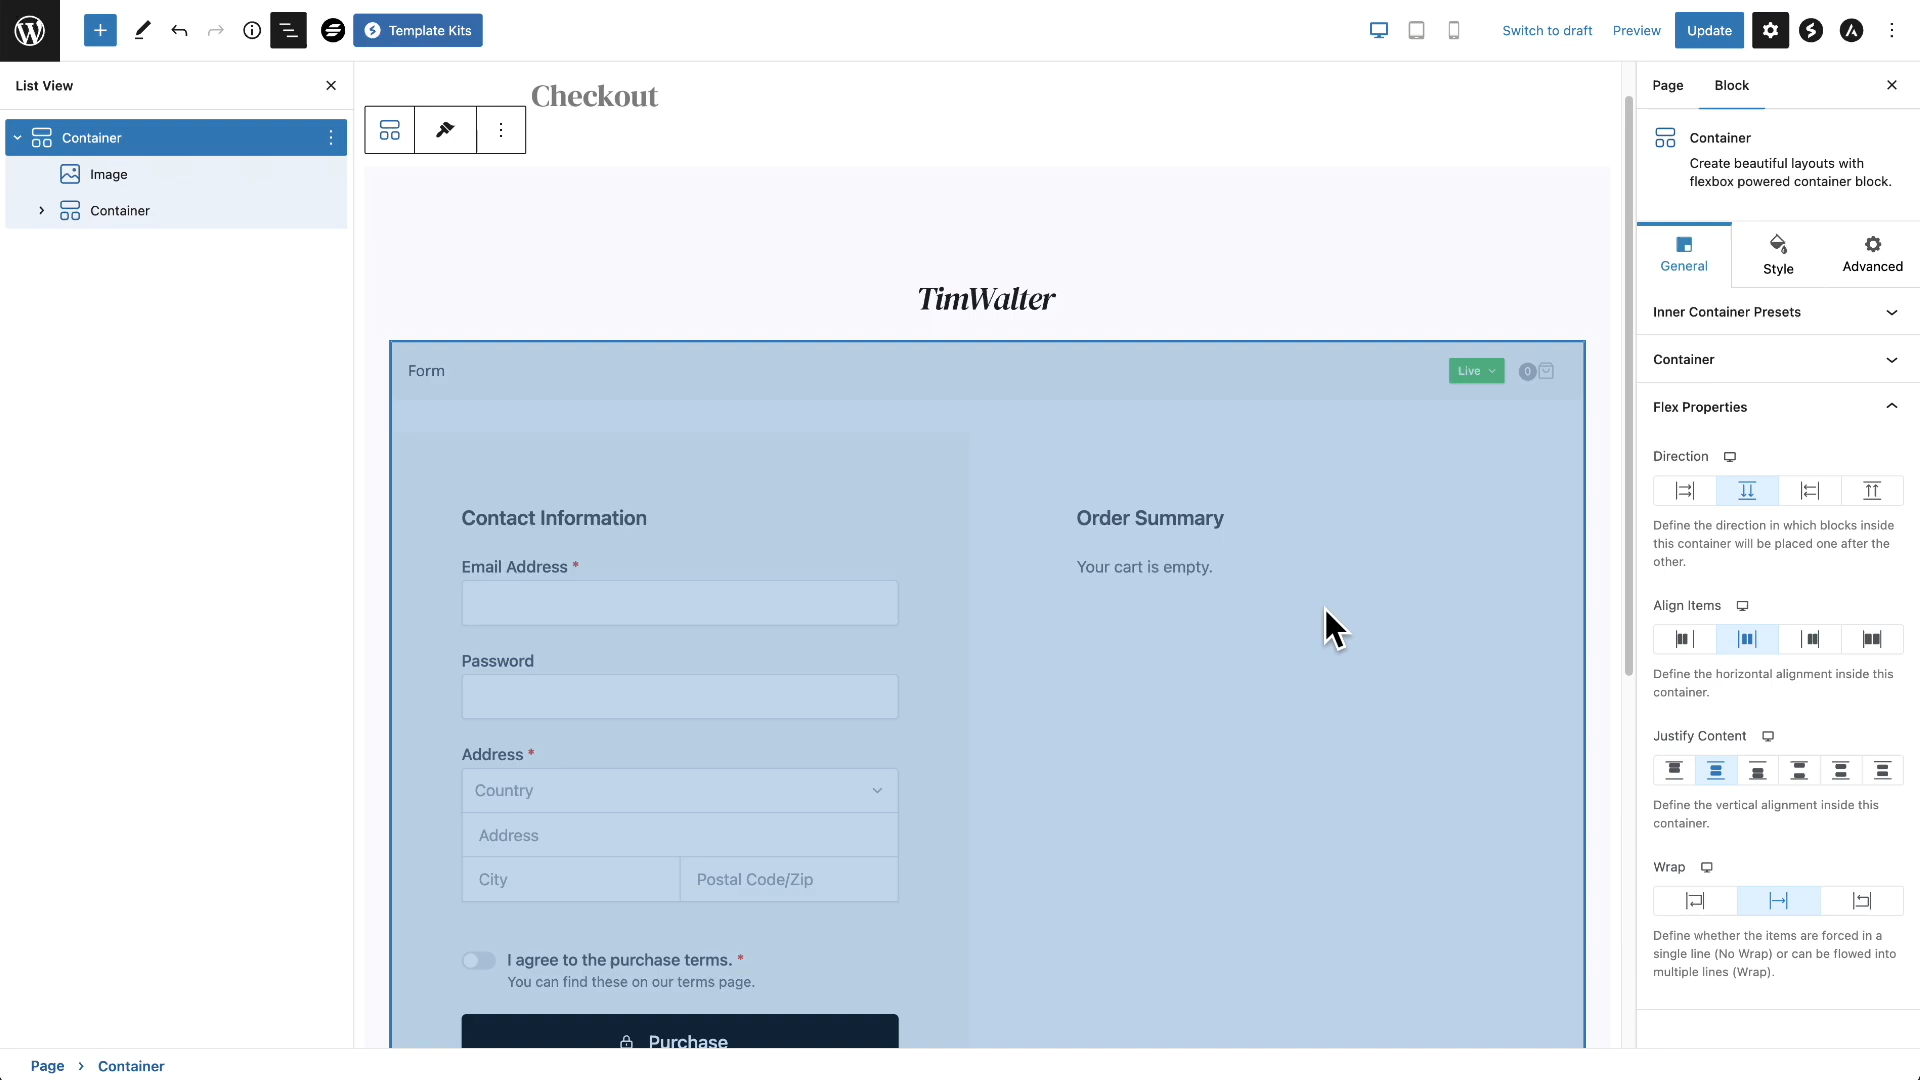 Template Kits
Switch to draft
Preview
Update
List View
Container
Image
Container
Checkout
TimWalter
Form
Live
0
Contact Information
Email Address *
Password
Address *
Country
Address
City
Postal Code/Zip
I agree to the purchase terms. *
You can find these on our terms page.
Purchase
Order Summary
Your cart is empty.
Page
Block
Container
Create beautiful layouts with
flexbox powered container block.
General
Style
Advanced
Inner Container Presets
Container
Flex Properties
Direction
Define the direction in which blocks inside
this container will be placed one after the
other.
Align Items
Define the horizontal alignment inside this
container.
Justify Content
Define the vertical alignment inside this
container.
Wrap
Define whether the items are forced in a
single line (No Wrap) or can be flowed into
multiple lines (Wrap).
Page > Container